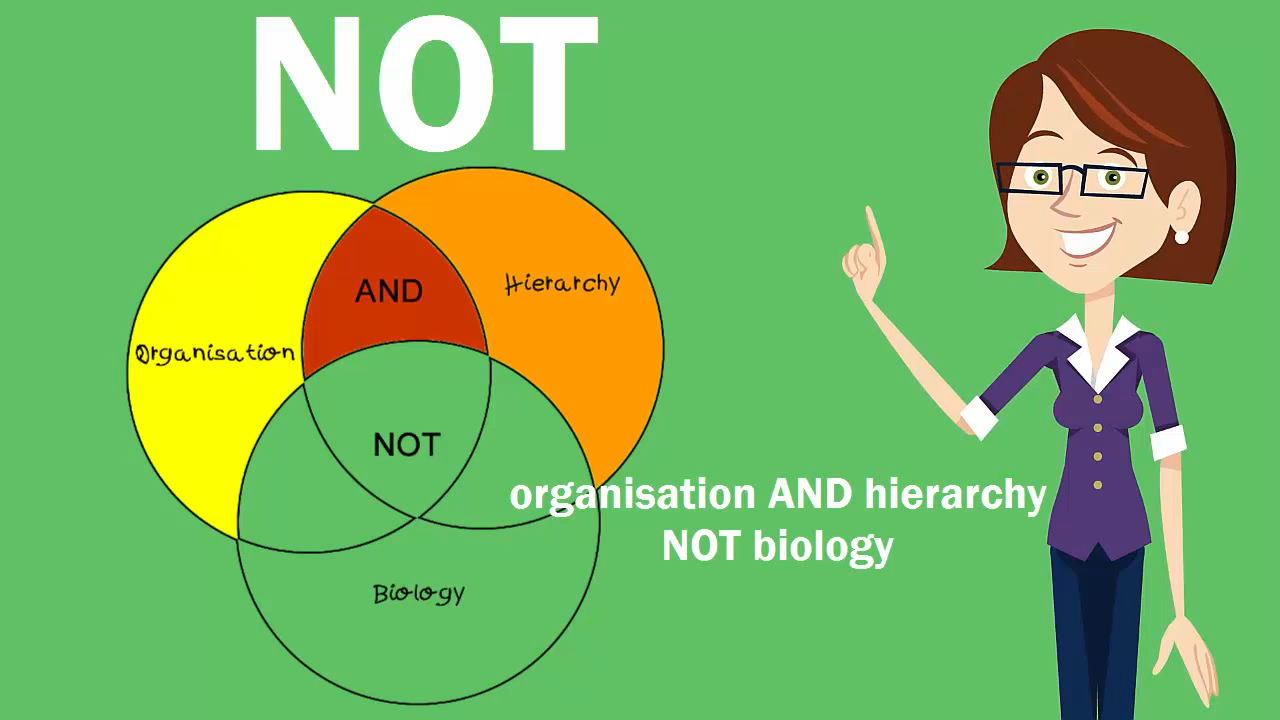 NOT
AND
Hierarchy
Organisation
NOT
organisation AND hierarchy
NOT biology
Biology